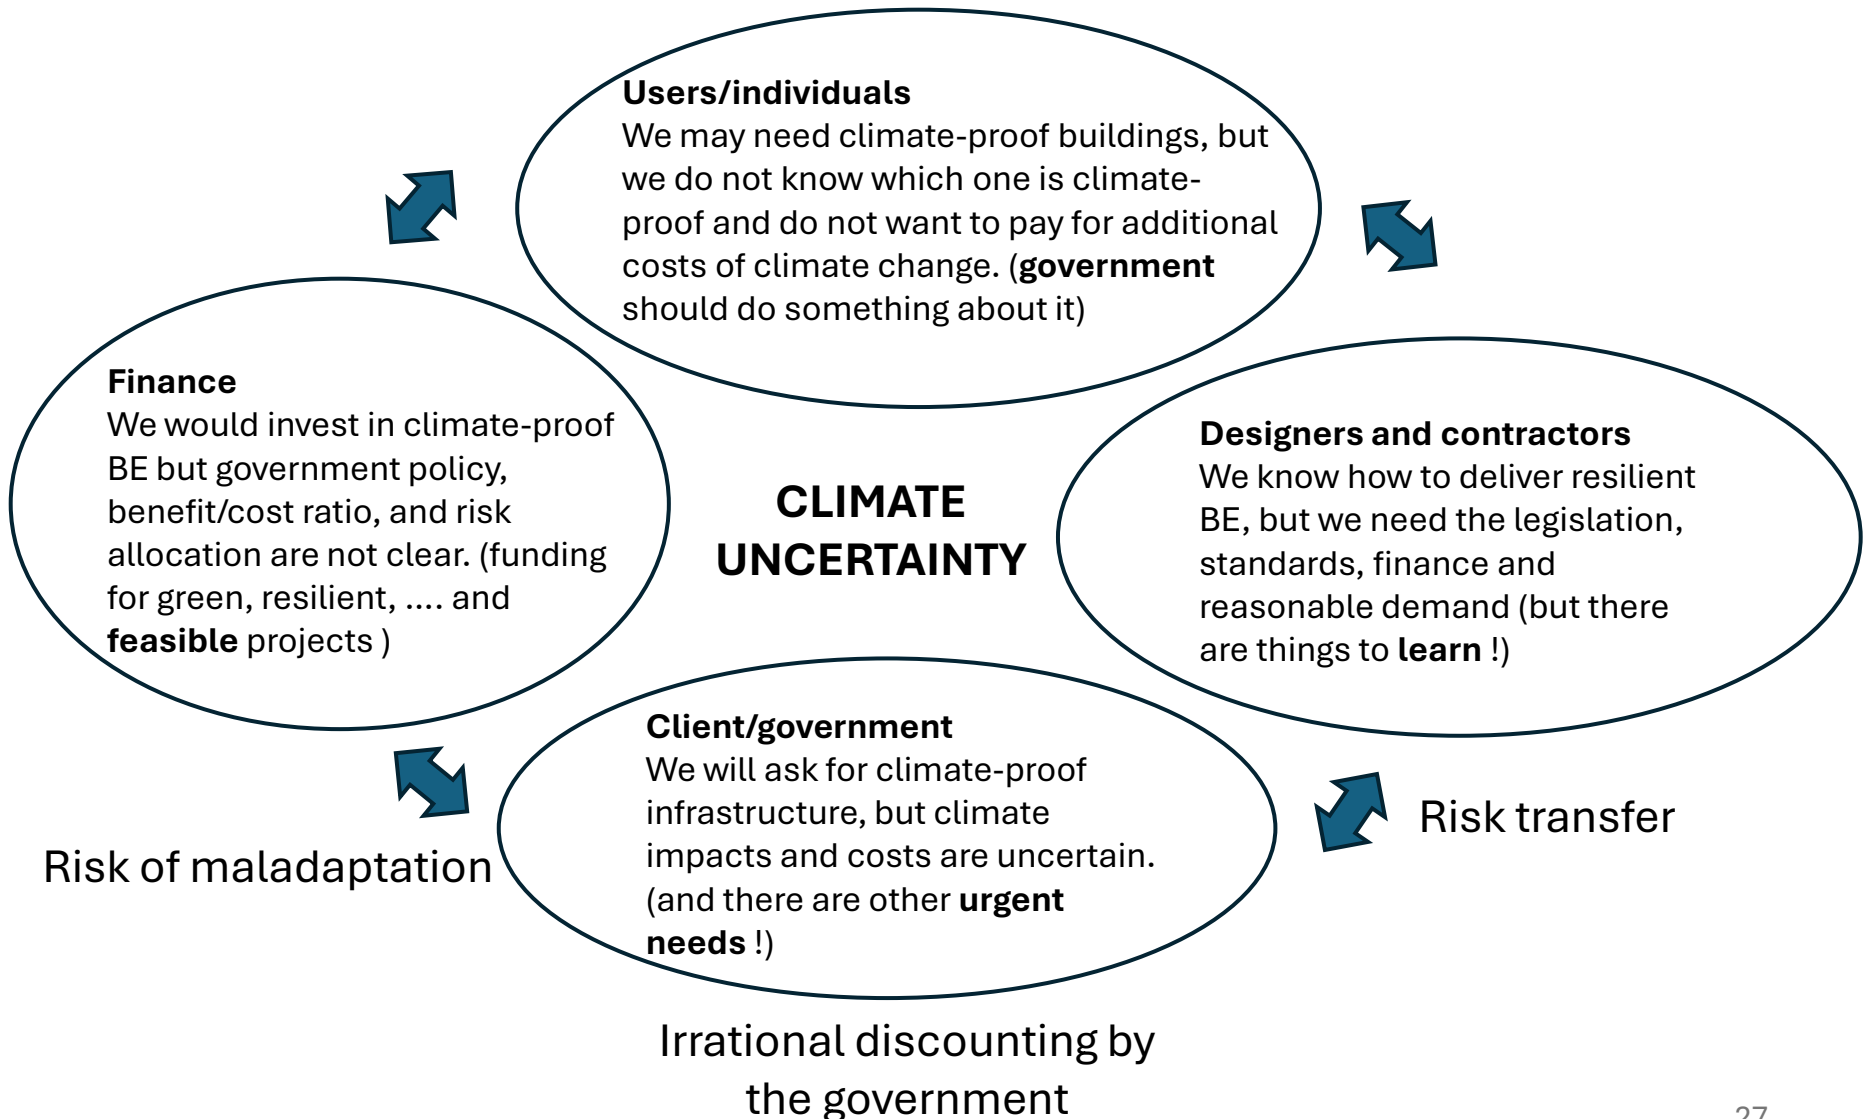 Users/individuals
We may need climate-proof buildings, but
we do not know which one is climate-
proof and do not want to pay for additional
costs of climate change. (government
should do something about it)
Finance
We would invest in climate-proof
BE but government policy,
benefit/cost ratio, and risk
allocation are not clear. (funding
for green, resilient, .... and
feasible projects )
CLIMATE
UNCERTAINTY
Designers and contractors
We know how to deliver resilient
BE, but we need the legislation,
standards, finance and
reasonable demand (but there
are things to learn !)
Client/government
We will ask for climate-proof
infrastructure, but climate
impacts and costs are uncertain.
(and there are other urgent
needs !)
Risk transfer
Risk of maladaptation
Irrational discounting by
the government
27